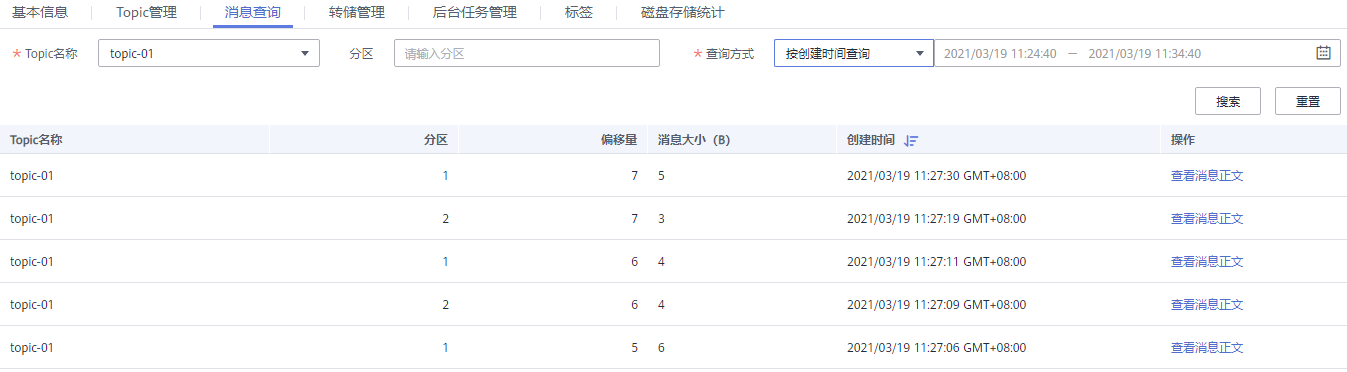 基本信息 Topic管理 消息查询 转储管理 后台任务管理 标签 磁盘存储统计
* Topic名称 topic-01 分区 请输入分区 * 查询方式 按创建时间查询 2021/03/19 11:24:40 — 2021/03/19 11:34:40
搜索 重置
Topic名称 分区 偏移量 消息大小（B） 创建时间 操作
topic-01 1 7 5 2021/03/19 11:27:30 GMT+08:00 查看消息正文
topic-01 2 7 3 2021/03/19 11:27:19 GMT+08:00 查看消息正文
topic-01 1 6 4 2021/03/19 11:27:11 GMT+08:00 查看消息正文
topic-01 2 6 4 2021/03/19 11:27:09 GMT+08:00 查看消息正文
topic-01 1 5 6 2021/03/19 11:27:06 GMT+08:00 查看消息正文